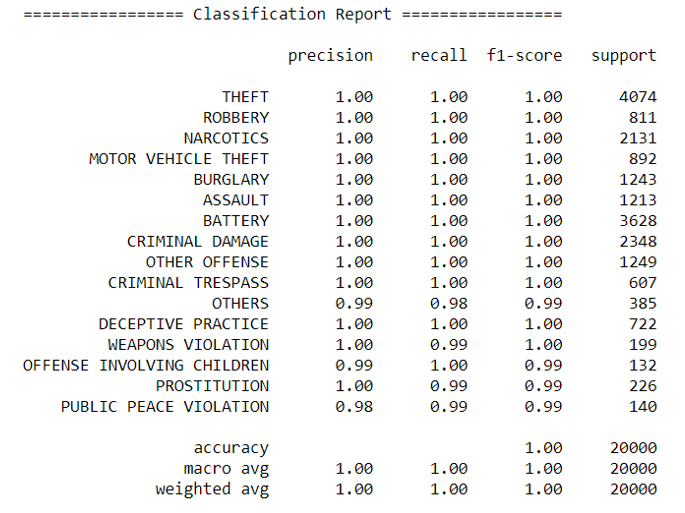 ================= Classification Report =================
precision recall f1-score support
THEFT 1.00 1.00 1.00 4074
ROBBERY 1.00 1.00 1.00 811
NARCOTICS 1.00 1.00 1.00 2131
MOTOR VEHICLE THEFT 1.00 1.00 1.00 892
BURGLARY 1.00 1.00 1.00 1243
ASSAULT 1.00 1.00 1.00 1213
BATTERY 1.00 1.00 1.00 3628
CRIMINAL DAMAGE 1.00 1.00 1.00 2348
OTHER OFFENSE 1.00 1.00 1.00 1249
CRIMINAL TRESPASS 1.00 1.00 1.00 607
OTHERS 0.99 0.98 0.99 385
DECEPTIVE PRACTICE 1.00 1.00 1.00 722
WEAPONS VIOLATION 1.00 0.99 1.00 199
OFFENSE INVOLVING CHILDREN 0.99 1.00 0.99 132
PROSTITUTION 1.00 0.99 0.99 226
PUBLIC PEACE VIOLATION 0.98 0.99 0.99 140
accuracy 1.00 20000
macro avg 1.00 1.00 1.00 20000
weighted avg 1.00 1.00 1.00 20000